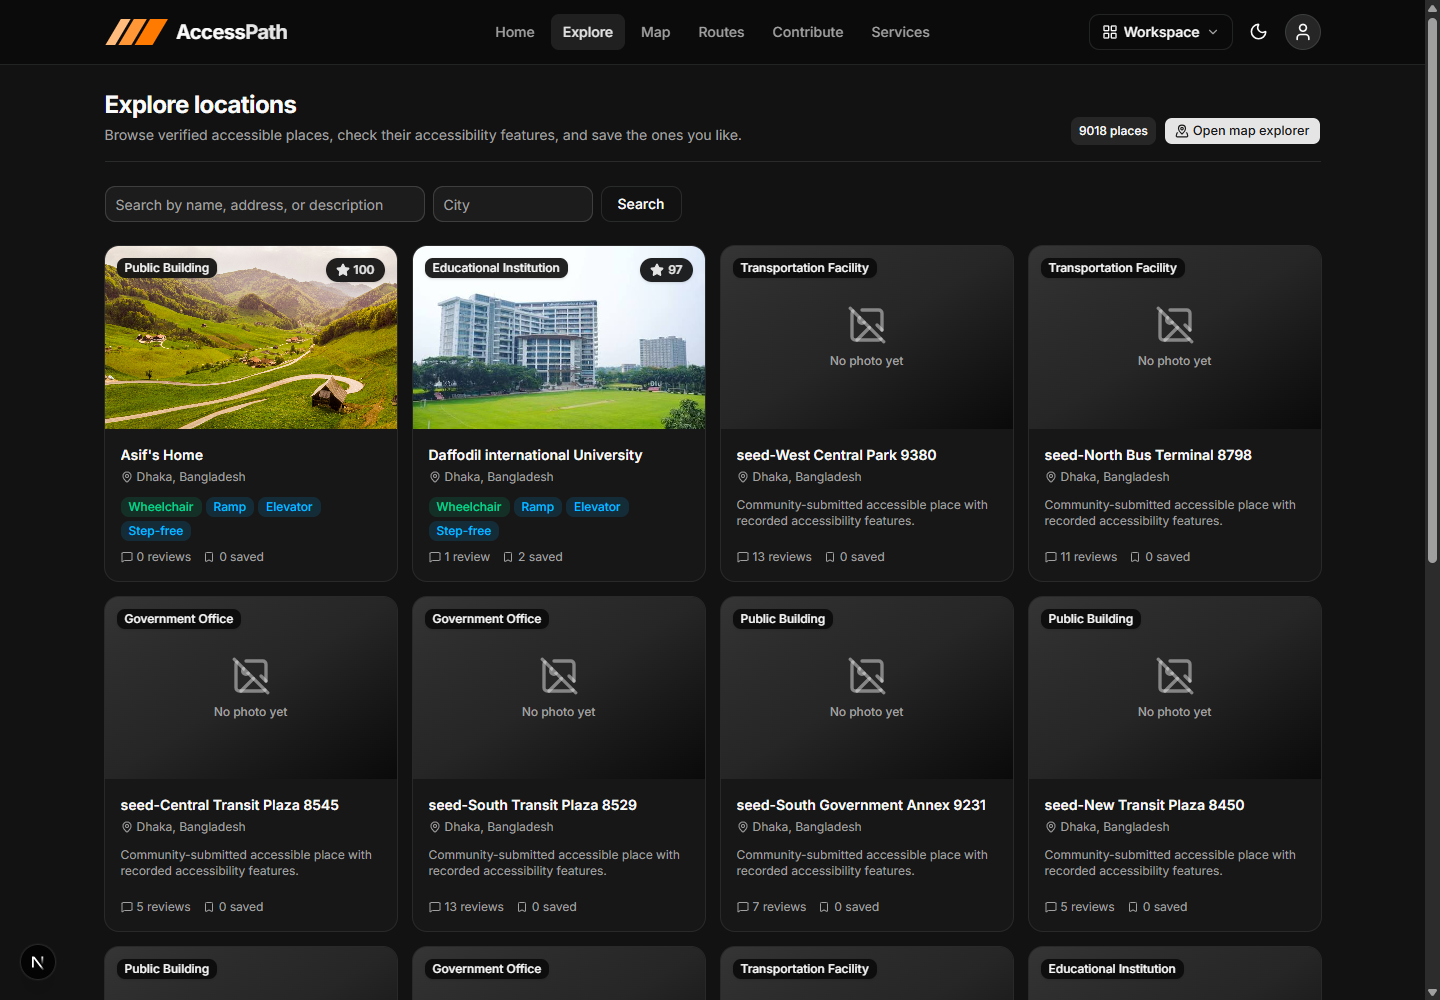 AccessPath
Home
Explore
Map
Routes
Contribute
Services
Workspace
Explore locations
Browse verified accessible places, check their accessibility features, and save the ones you like.
9018 places
Open map explorer
Search by name, address, or description
City
Search
Public Building
100
Asif's Home
Dhaka, Bangladesh
Wheelchair
Ramp
Elevator
Step-free
0 reviews
0 saved
Educational Institution
97
Daffodil international University
Dhaka, Bangladesh
Wheelchair
Ramp
Elevator
Step-free
1 review
2 saved
Transportation Facility
No photo yet
seed-West Central Park 9380
Dhaka, Bangladesh
Community-submitted accessible place with
recorded accessibility features.
13 reviews
0 saved
Transportation Facility
No photo yet
seed-North Bus Terminal 8798
Dhaka, Bangladesh
Community-submitted accessible place with
recorded accessibility features.
11 reviews
0 saved
Government Office
No photo yet
seed-Central Transit Plaza 8545
Dhaka, Bangladesh
Community-submitted accessible place with
recorded accessibility features.
5 reviews
0 saved
Government Office
No photo yet
seed-South Transit Plaza 8529
Dhaka, Bangladesh
Community-submitted accessible place with
recorded accessibility features.
13 reviews
0 saved
Public Building
No photo yet
seed-South Government Annex 9231
Dhaka, Bangladesh
Community-submitted accessible place with
recorded accessibility features.
7 reviews
0 saved
Public Building
No photo yet
seed-New Transit Plaza 8450
Dhaka, Bangladesh
Community-submitted accessible place with
recorded accessibility features.
5 reviews
0 saved
Public Building
Government Office
Transportation Facility
Educational Institution
N